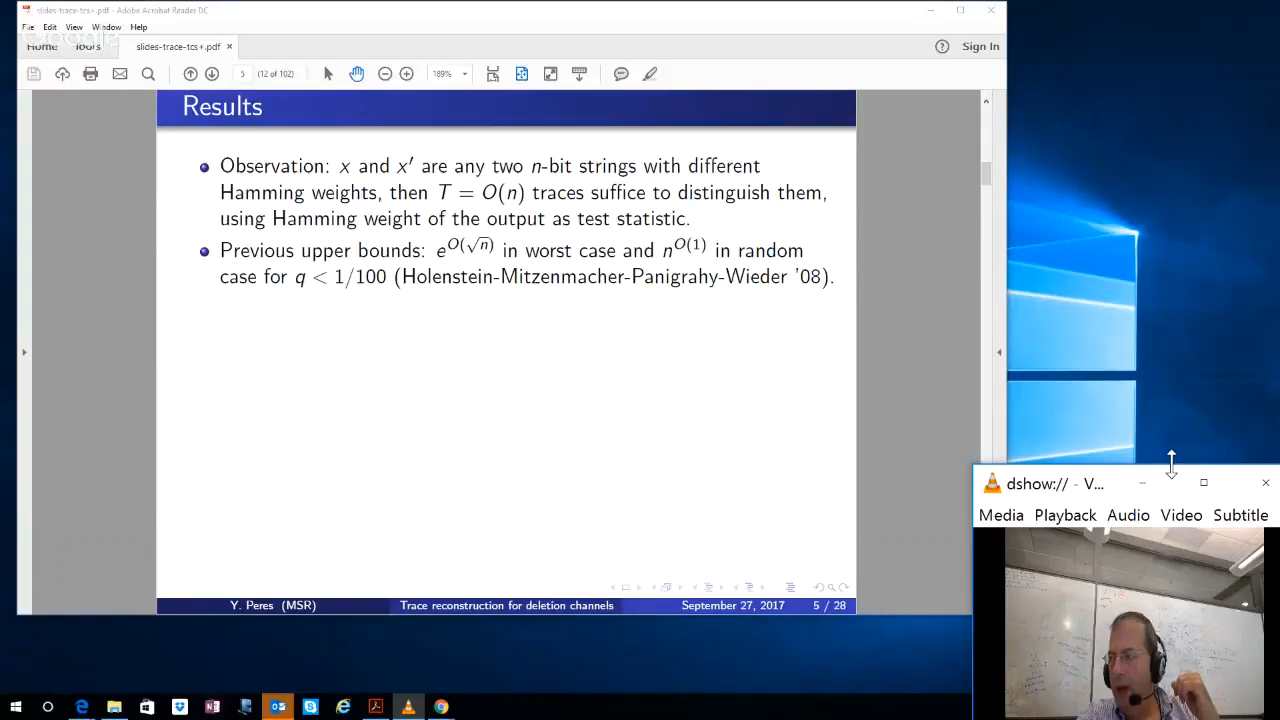 slides-trace-tcs+.pdf - Adobe Acrobat Reader DC
File Edit View Window Help
Home Tools slides-trace-tcs+.pdf × Sign In
5 (12 of 102) 189%
Results
Observation: x and x′ are any two n-bit strings with different
Hamming weights, then T = O(n) traces suffice to distinguish them,
using Hamming weight of the output as test statistic.
Previous upper bounds: e^{O(√n)} in worst case and n^{O(1)} in random
case for q < 1/100 (Holenstein-Mitzenmacher-Panigrahy-Wieder '08).
Y. Peres (MSR) Trace reconstruction for deletion channels September 27, 2017 5 / 28
dshow:// - V...
Media Playback Audio Video Subtitle